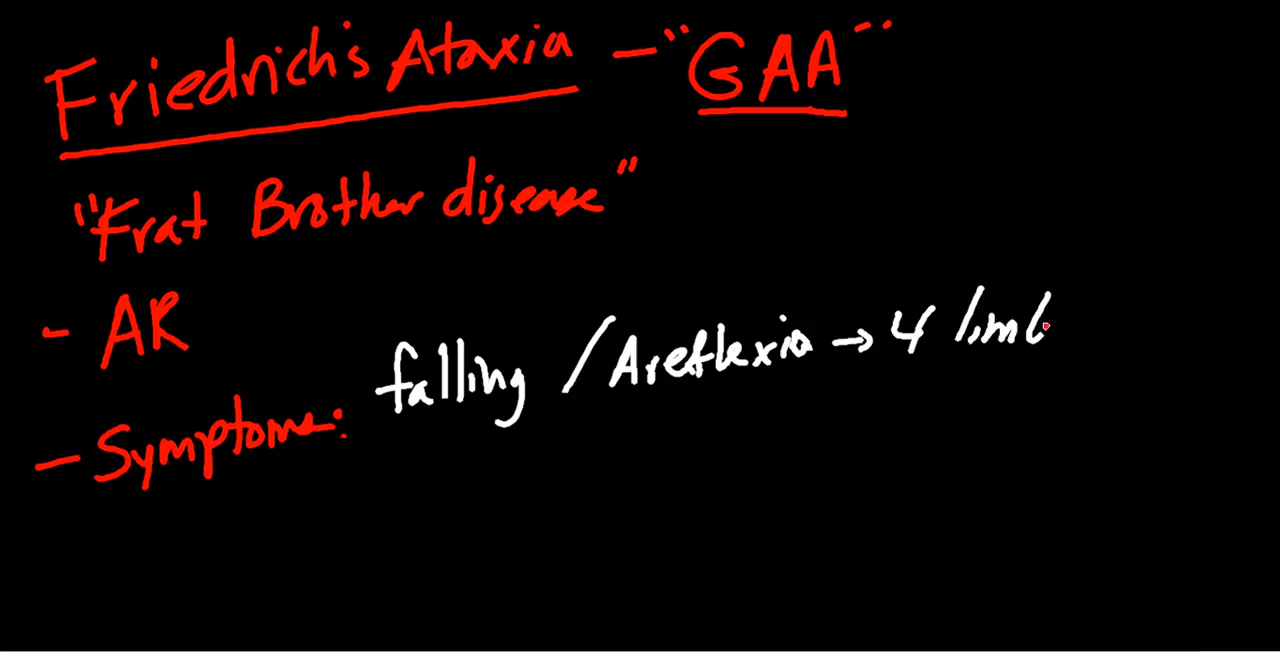 Friedrich's Ataxia - "GAA"
"Frat Brother disease"
- AR
- Symptoms: falling / Areflexia → 4 limb